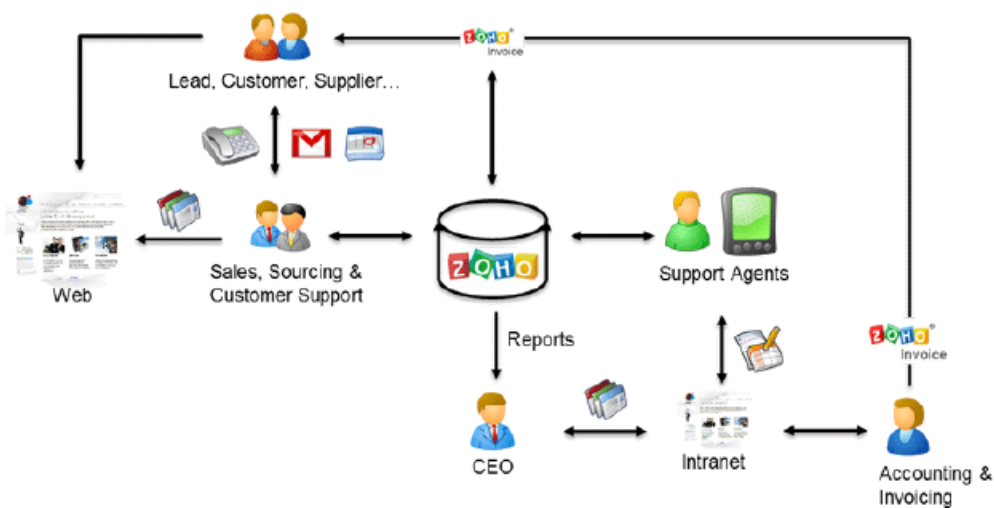 ZOHO
Invoice
Lead, Customer, Supplier...
ZOHO
Web
Sales, Sourcing &
Customer Support
Support Agents
Reports
ZOHO
Invoice
CEO
Intranet
Accounting &
Invoicing